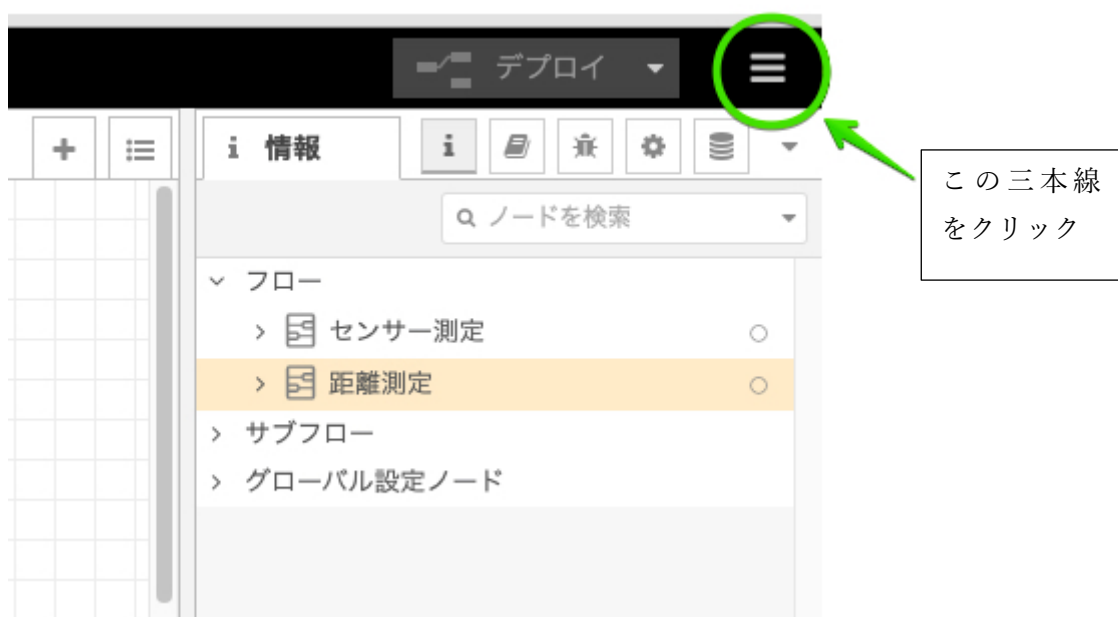 デプロイ
i 情報
ノードを検索
フロー
センサー測定
距離測定
サブフロー
グローバル設定ノード
この三本線
をクリック